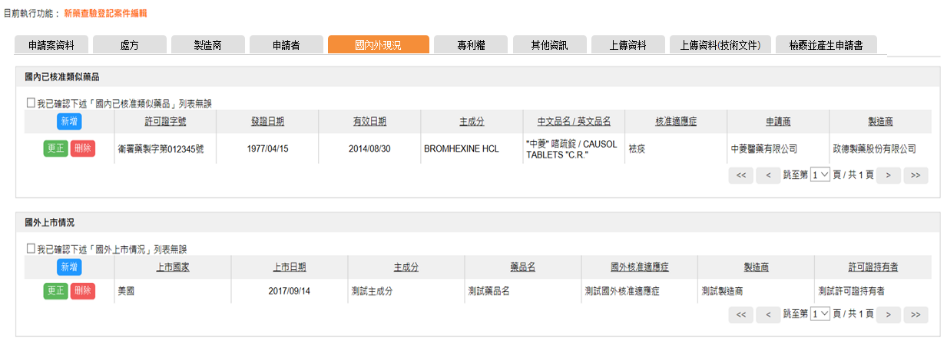 目前執行功能： 新藥查驗登記案件編輯
申請案資料 處方 製造商 申請者 國內外現況 專利權 其他資訊 上傳資料 上傳資料(技術文件) 檢覈並產生申請書
國內已核准類似藥品
我已確認下述「國內已核准類似藥品」列表無誤
新增 許可證字號 發證日期 有效日期 主成分 中文品名 / 英文品名 核准適應症 申請商 製造商
更正 刪除 衛署藥製字第012345號 1977/04/15 2014/08/30 BROMHEXINE HCL "中菱" 咳疏錠 / CAUSOL TABLETS "C.R." 祛痰 中菱醫藥有限公司 政德製藥股份有限公司
<< < 跳至第 1 頁 / 共 1 頁 > >>
國外上市情況
我已確認下述「國外上市情況」列表無誤
新增 上市國家 上市日期 主成分 藥品名 國外核准適應症 製造商 許可證持有者
更正 刪除 美國 2017/09/14 測試主成分 測試藥品名 測試國外核准適應症 測試製造商 測試許可證持有者
<< < 跳至第 1 頁 / 共 1 頁 > >>